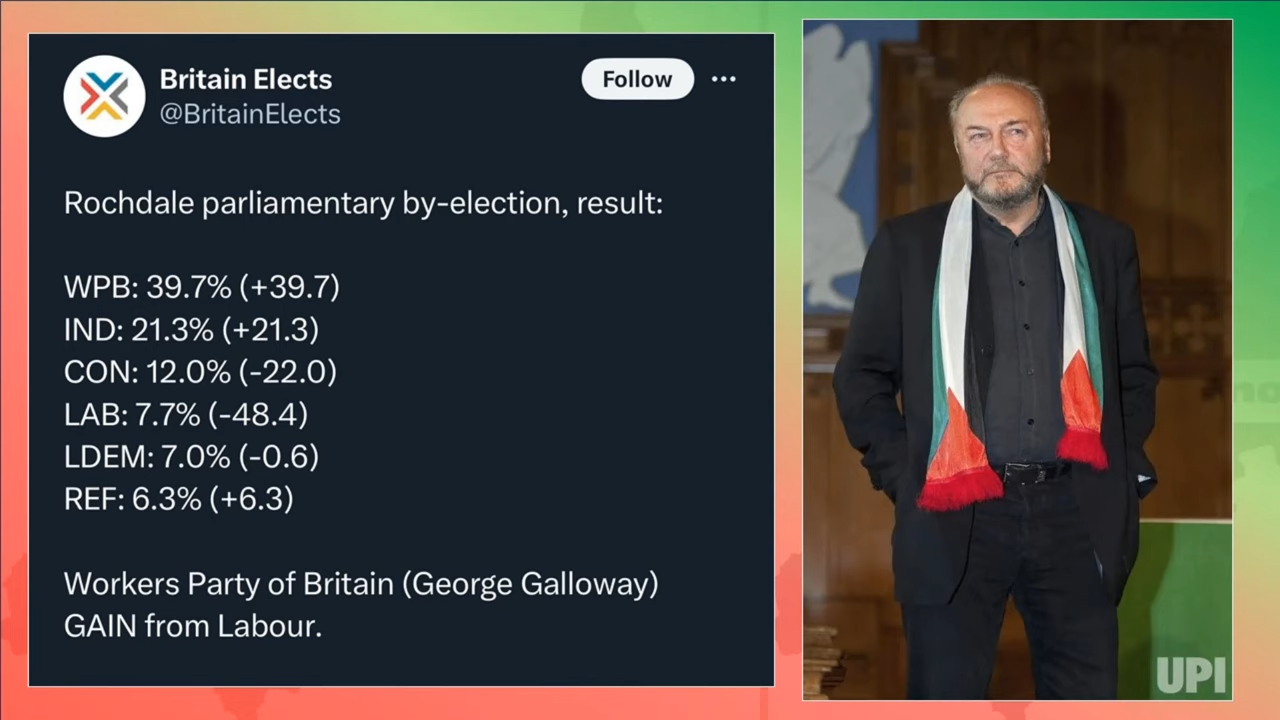 Britain Elects
@BritainElects
Follow
Rochdale parliamentary by-election, result:
WPB: 39.7% (+39.7)
IND: 21.3% (+21.3)
CON: 12.0% (-22.0)
LAB: 7.7% (-48.4)
LDEM: 7.0% (-0.6)
REF: 6.3% (+6.3)
Workers Party of Britain (George Galloway)
GAIN from Labour.
UPI